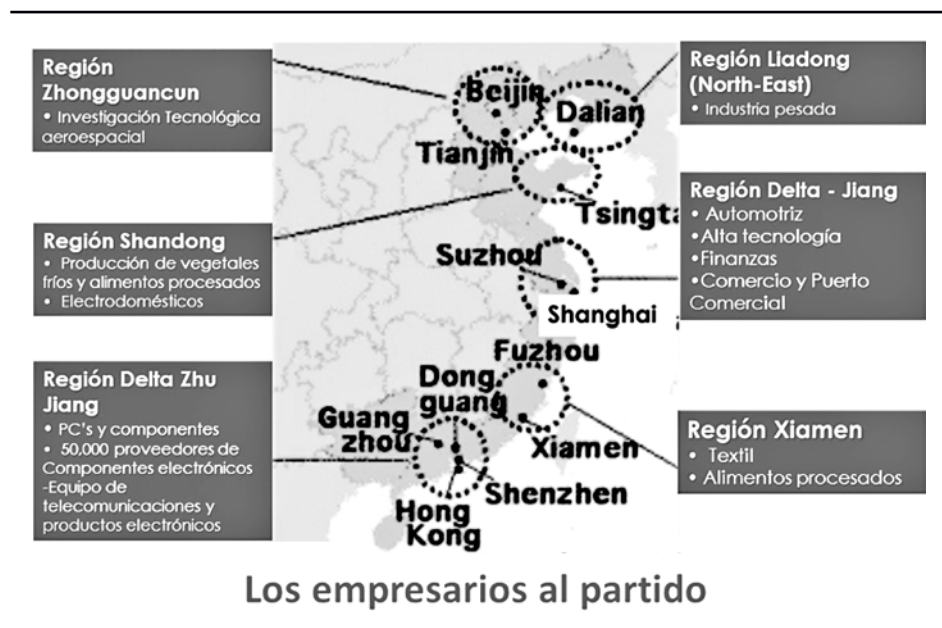 Región
Zhongguancun
• Investigación Tecnológica
aeroespacial
Región Shandong
• Producción de vegetales
fríos y alimentos procesados
• Electrodomésticos
Región Delta Zhu
Jiang
• PC's y componentes
• 50,000 proveedores de
Componentes electrónicos
-Equipo de
telecomunicaciones y
productos electrónicos
Beijin
Dalian
Tianjin
Tsingta
Suzhou
Shanghai
Fuzhou
Dong
guang
Guang
zhou
Xiamen
Shenzhen
Hong
Kong
Región Liadong
(North-East)
• Industria pesada
Región Delta - Jiang
• Automotriz
•Alta tecnología
•Finanzas
•Comercio y Puerto
Comercial
Región Xiamen
• Textil
• Alimentos procesados
Los empresarios al partido